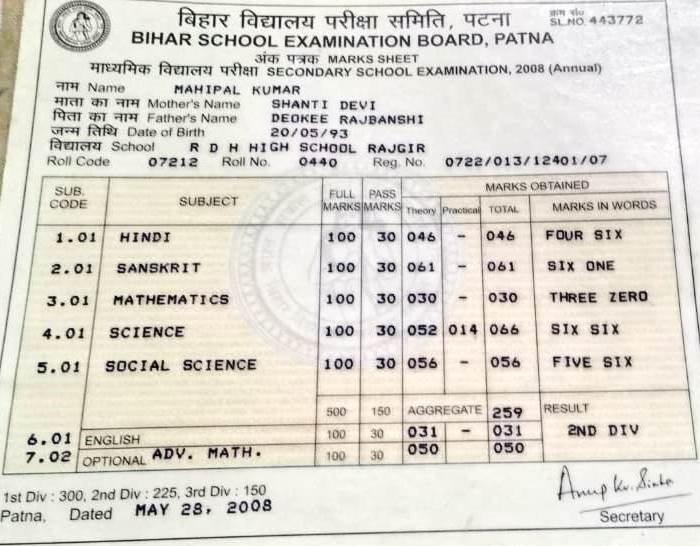 बिहार विद्यालय परीक्षा समिति, पटना
SL.NO. 443772
BIHAR SCHOOL EXAMINATION BOARD, PATNA
अंक पत्रक MARKS SHEET
माध्यमिक विद्यालय परीक्षा SECONDARY SCHOOL EXAMINATION, 2008 (Annual)
नाम Name MAHIPAL KUMAR
माता का नाम Mother's Name SHANTI DEVI
पिता का नाम Father's Name DEOKEE RAJBANSHI
जन्म तिथि Date of Birth 20/05/93
विद्यालय School R D H HIGH SCHOOL RAJGIR
Roll Code 07212 Roll No. 0440 Reg. No. 0722/013/12401/07
SUB. CODE SUBJECT FULL MARKS PASS MARKS MARKS OBTAINED
Theory Practical TOTAL MARKS IN WORDS
1.01 HINDI 100 30 046 - 046 FOUR SIX
2.01 SANSKRIT 100 30 061 - 061 SIX ONE
3.01 MATHEMATICS 100 30 030 - 030 THREE ZERO
4.01 SCIENCE 100 30 052 014 066 SIX SIX
5.01 SOCIAL SCIENCE 100 30 056 - 056 FIVE SIX
500 150 AGGREGATE 259 RESULT
6.01 ENGLISH 100 30 031 - 031 2ND DIV
7.02 OPTIONAL ADV. MATH. 100 30 050 050
1st Div : 300, 2nd Div : 225, 3rd Div : 150
Patna, Dated MAY 28, 2008
Anup Kr. Sinha
Secretary